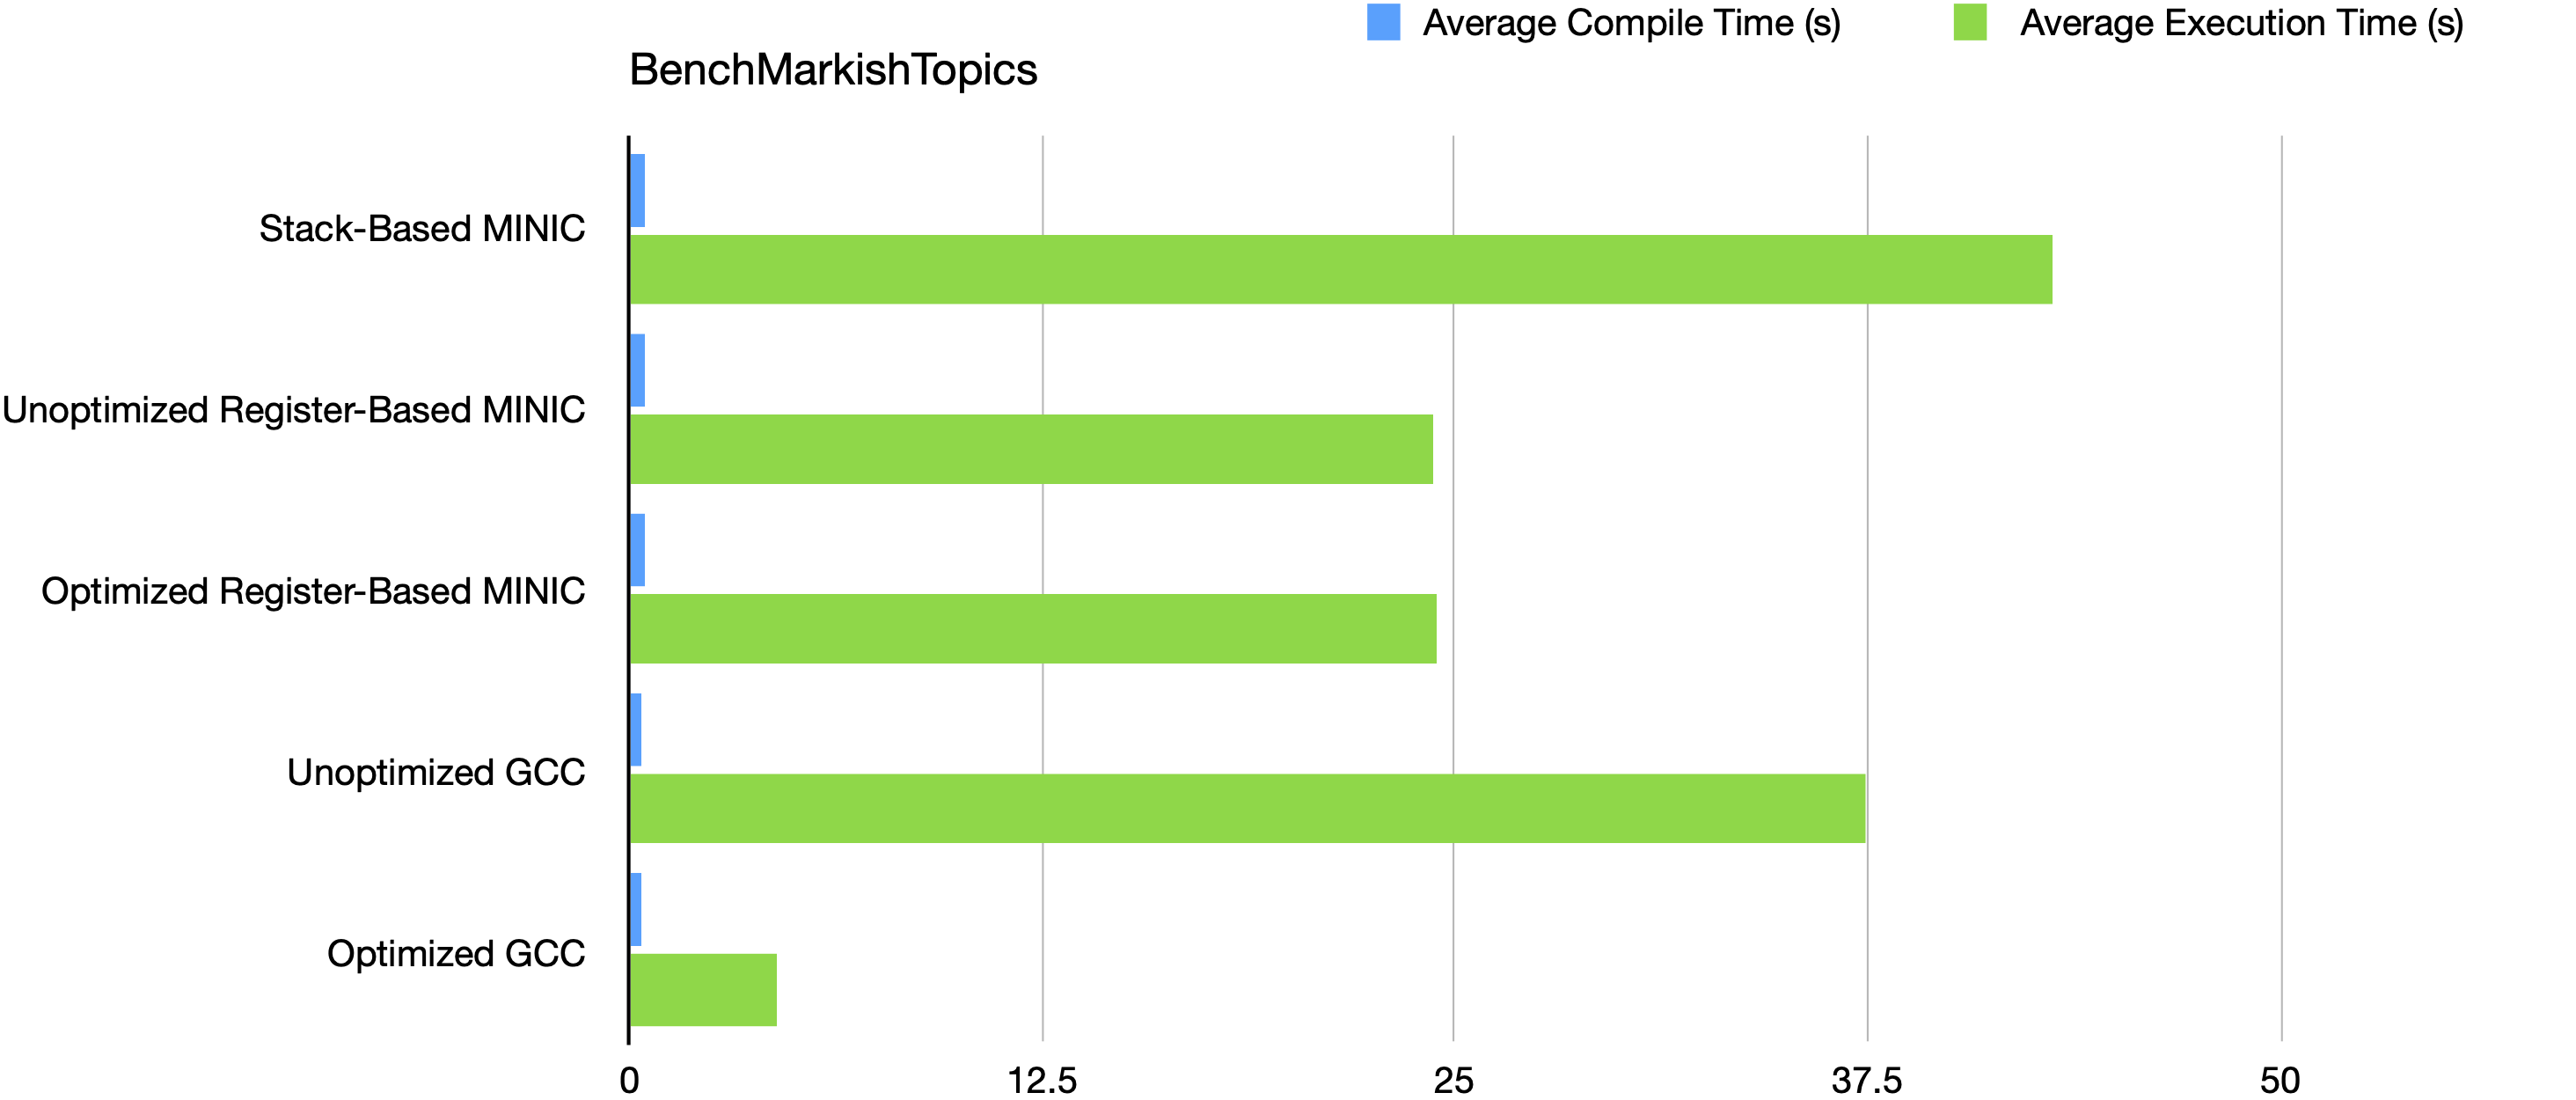 Average Compile Time (s)
Average Execution Time (s)
BenchMarkishTopics
Stack-Based MINIC
Unoptimized Register-Based MINIC
Optimized Register-Based MINIC
Unoptimized GCC
Optimized GCC
0 12.5 25 37.5 50